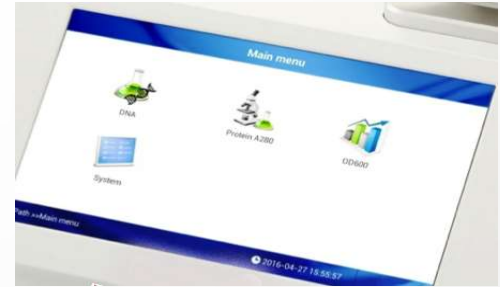 Main menu
DNA
Protein A280
OD600
System
Path >>Main menu
2016-04-27 15:55:57